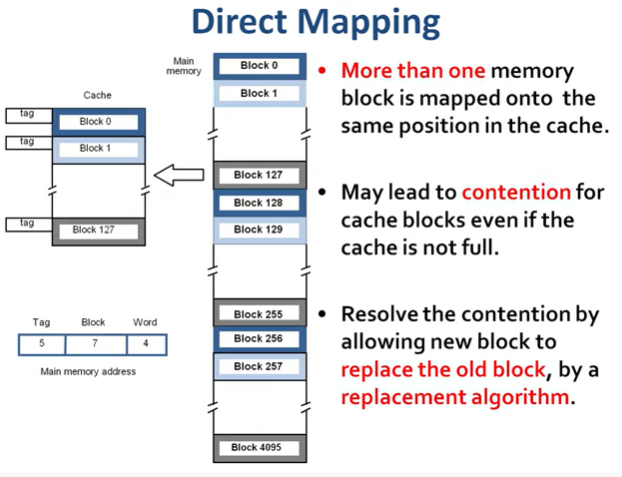 Direct Mapping
Main
memory
Block 0
Block 1
Block 127
Block 128
Block 129
Block 255
Block 256
Block 257
Block 4095
Cache
tag
Block 0
tag
Block 1
tag
Block 127
Tag Block Word
5 7 4
Main memory address
• More than one memory
block is mapped onto the
same position in the cache.
• May lead to contention for
cache blocks even if the
cache is not full.
• Resolve the contention by
allowing new block to
replace the old block, by a
replacement algorithm.